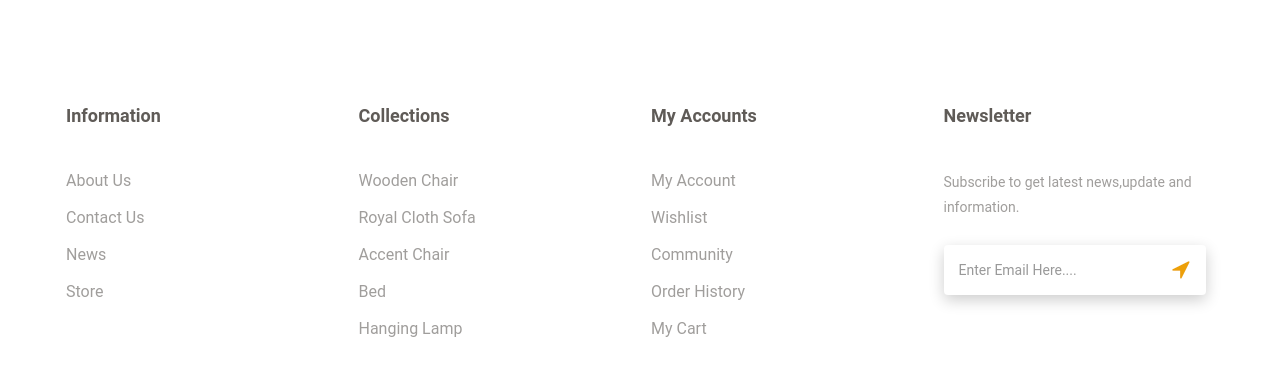 Information
About Us
Contact Us
News
Store
Collections
Wooden Chair
Royal Cloth Sofa
Accent Chair
Bed
Hanging Lamp
My Accounts
My Account
Wishlist
Community
Order History
My Cart
Newsletter
Subscribe to get latest news,update and
information.
Enter Email Here....